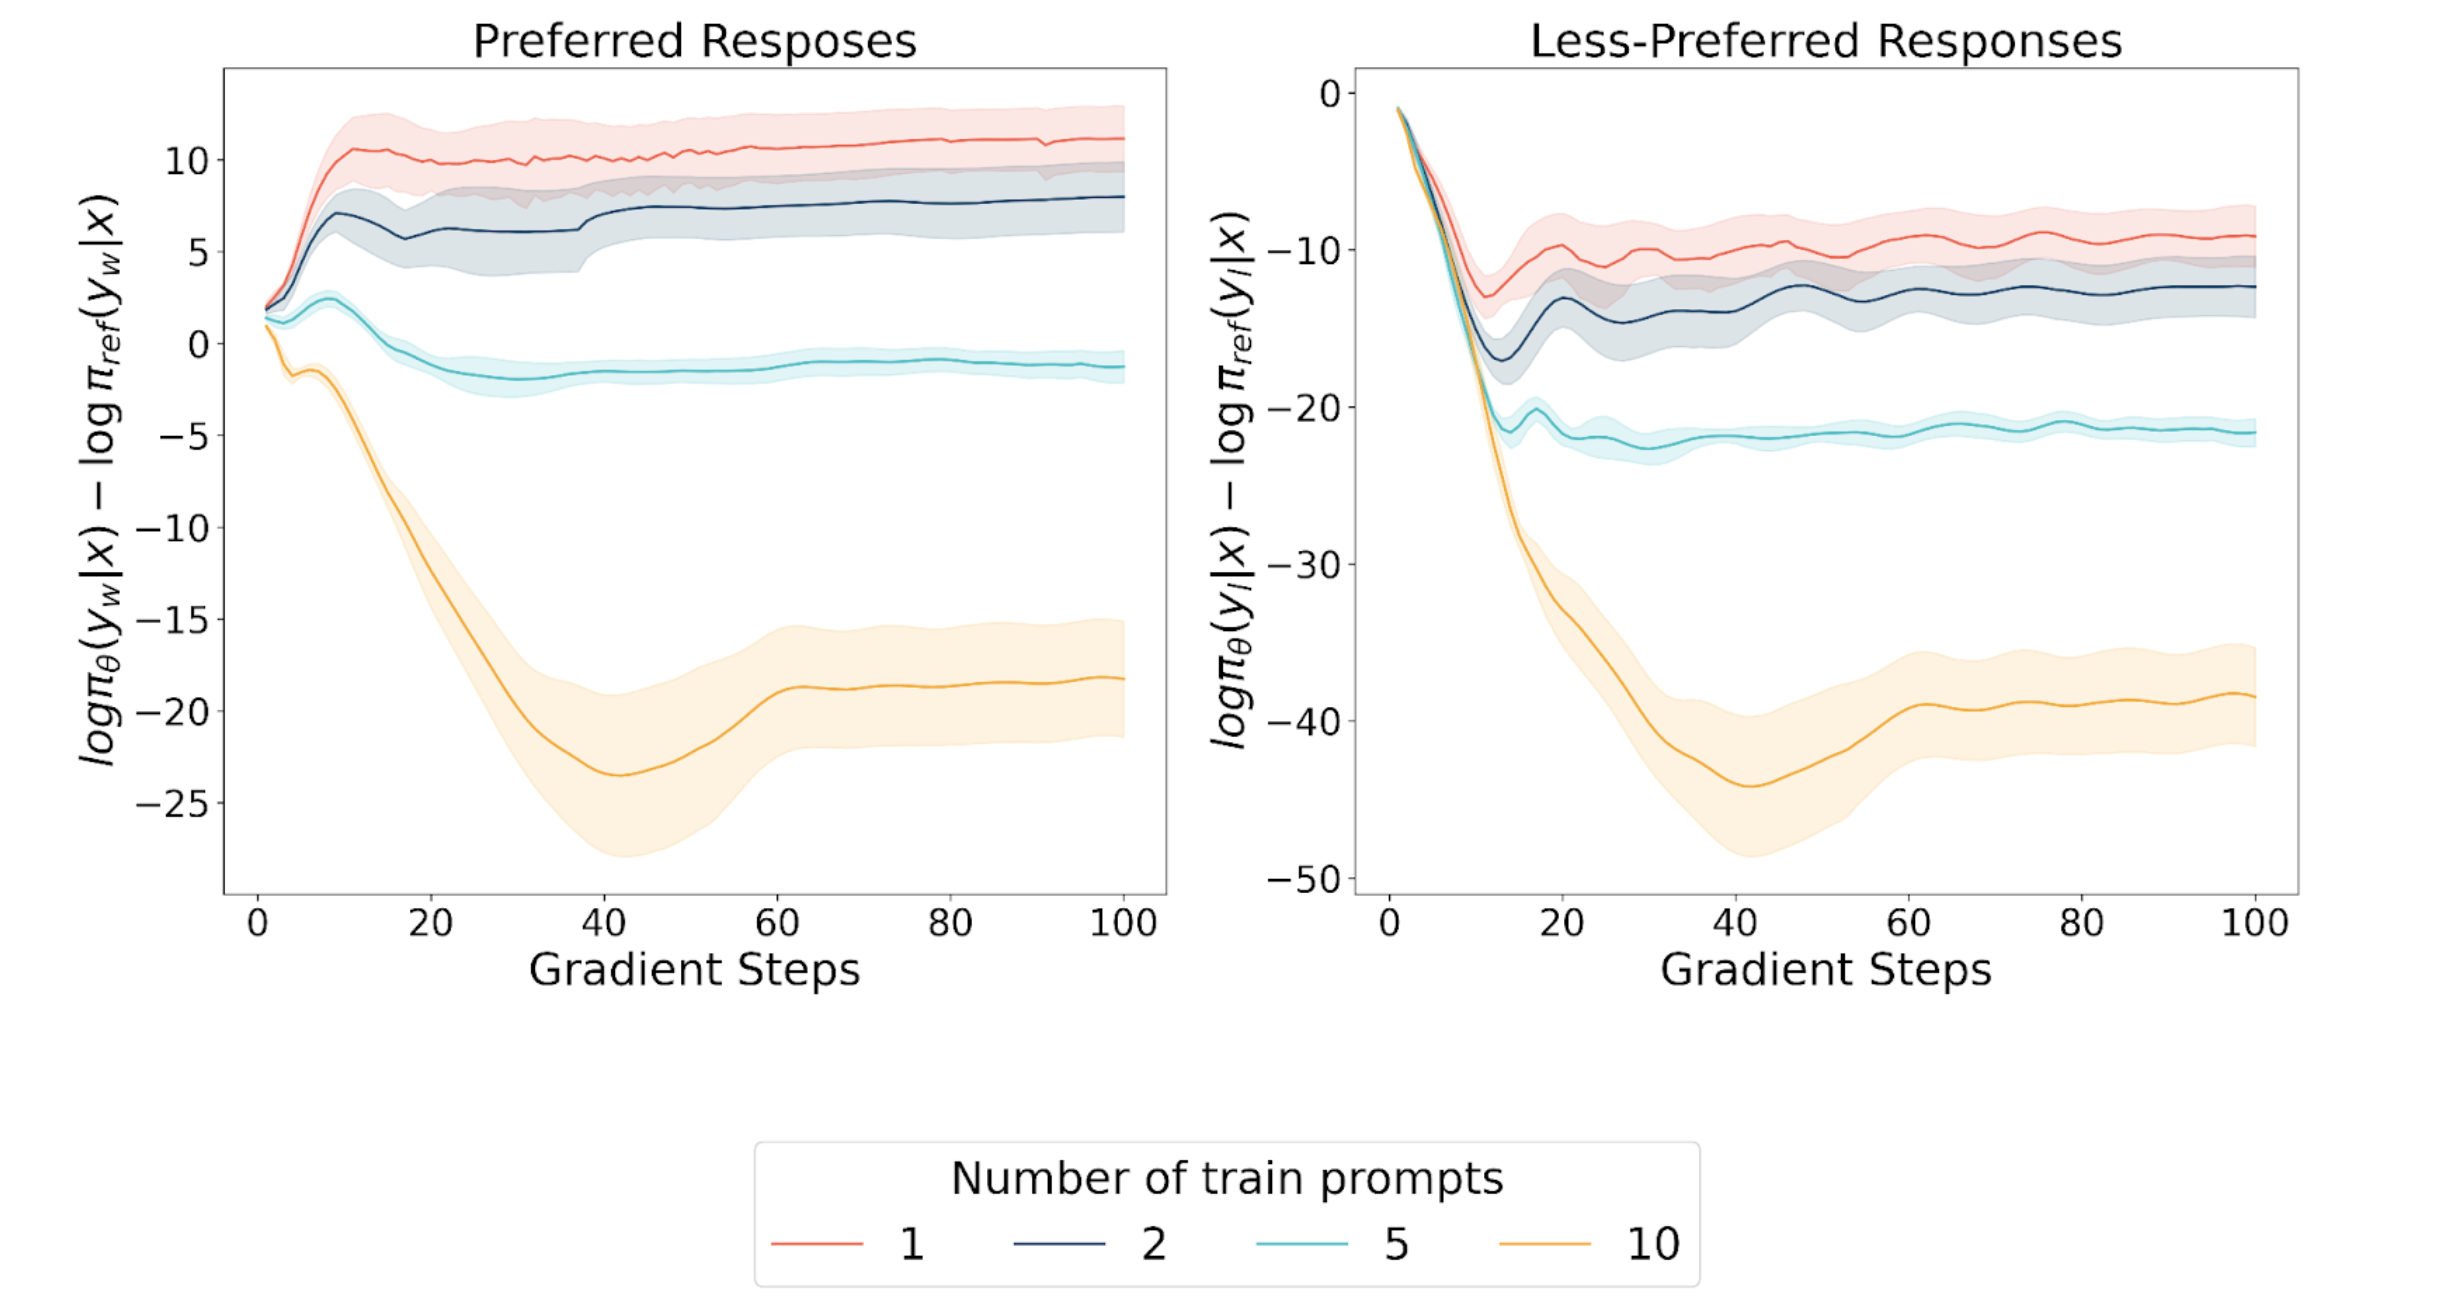 Preferred Resposes
logπ_θ(y_w|x) − log π_ref(y_w|x)
10
5
0
−5
−10
−15
−20
−25
0 20 40 60 80 100
Gradient Steps
Less-Preferred Responses
logπ_θ(y_l|x) − log π_ref(y_l|x)
0
−10
−20
−30
−40
−50
0 20 40 60 80 100
Gradient Steps
Number of train prompts
1 2 5 10